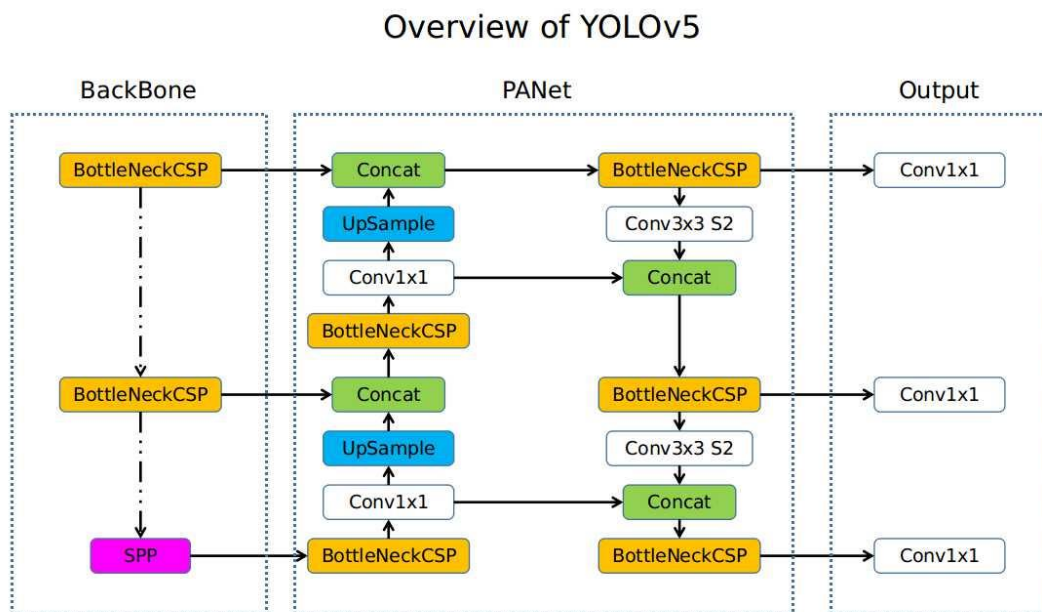 Overview of YOLOv5
BackBone
PANet
Output
BottleNeckCSP
Concat
BottleNeckCSP
Conv1x1
UpSample
Conv3x3 S2
Conv1x1
Concat
BottleNeckCSP
BottleNeckCSP
Concat
BottleNeckCSP
Conv1x1
UpSample
Conv3x3 S2
Conv1x1
Concat
SPP
BottleNeckCSP
BottleNeckCSP
Conv1x1